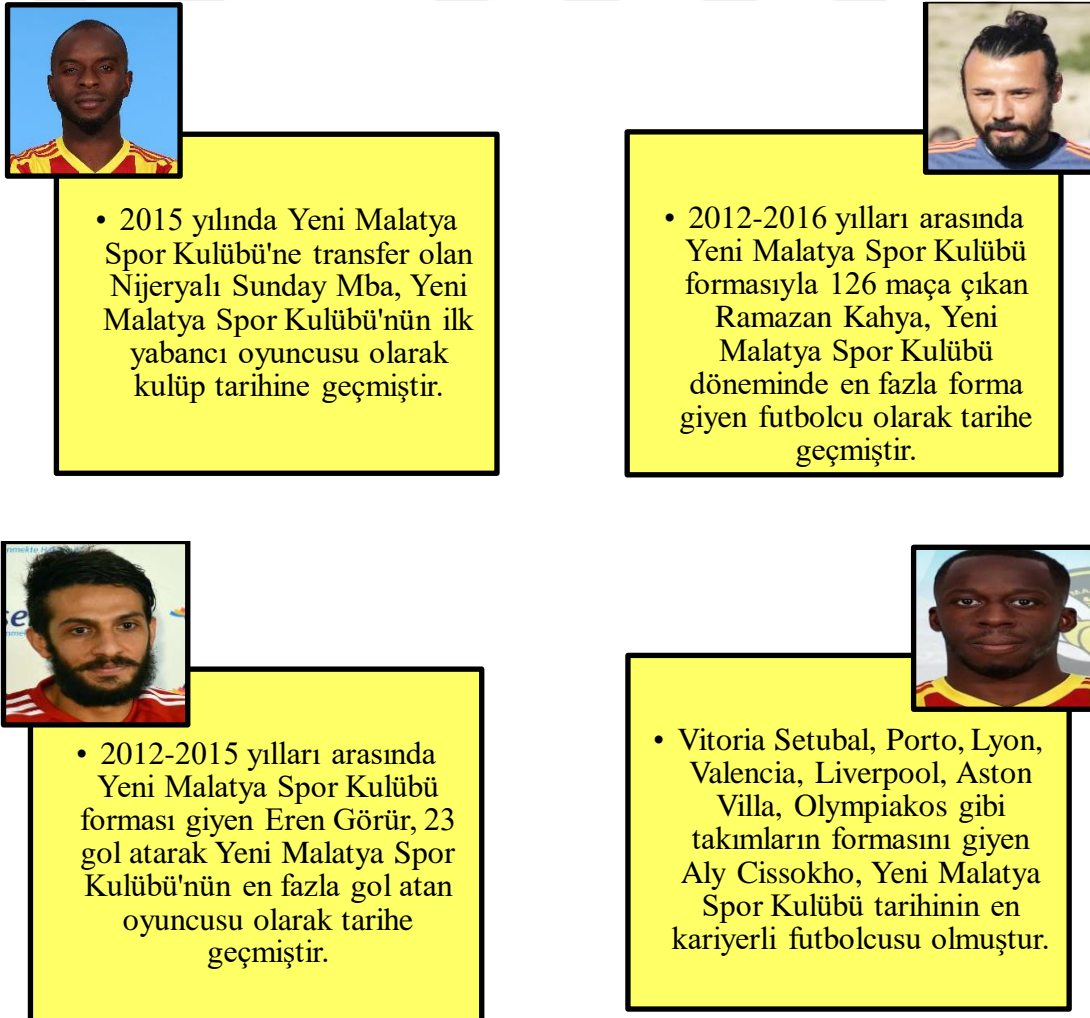 • 2015 yılında Yeni Malatya
Spor Kulübü'ne transfer olan
Nijeryalı Sunday Mba, Yeni
Malatya Spor Kulübü'nün ilk
yabancı oyuncusu olarak
kulüp tarihine geçmiştir.
• 2012-2016 yılları arasında
Yeni Malatya Spor Kulübü
formasıyla 126 maça çıkan
Ramazan Kahya, Yeni
Malatya Spor Kulübü
döneminde en fazla forma
giyen futbolcu olarak tarihe
geçmiştir.
• 2012-2015 yılları arasında
Yeni Malatya Spor Kulübü
forması giyen Eren Görür, 23
gol atarak Yeni Malatya Spor
Kulübü'nün en fazla gol atan
oyuncusu olarak tarihe
geçmiştir.
• Vitoria Setubal, Porto, Lyon,
Valencia, Liverpool, Aston
Villa, Olympiakos gibi
takımların formasını giyen
Aly Cissokho, Yeni Malatya
Spor Kulübü tarihinin en
kariyerli futbolcusu olmuştur.